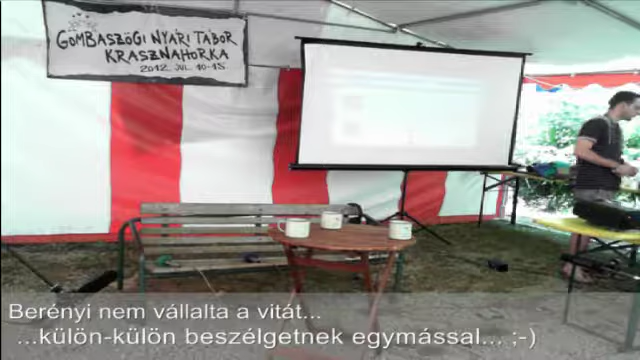 GOMBASZÖGI NYÁRI TÁBOR
KRASZNAHORKA
2012. JÚL. 10-15.
Berényi nem vállalta a vitát...
...külön-külön beszélgetnek egymással... ;-)